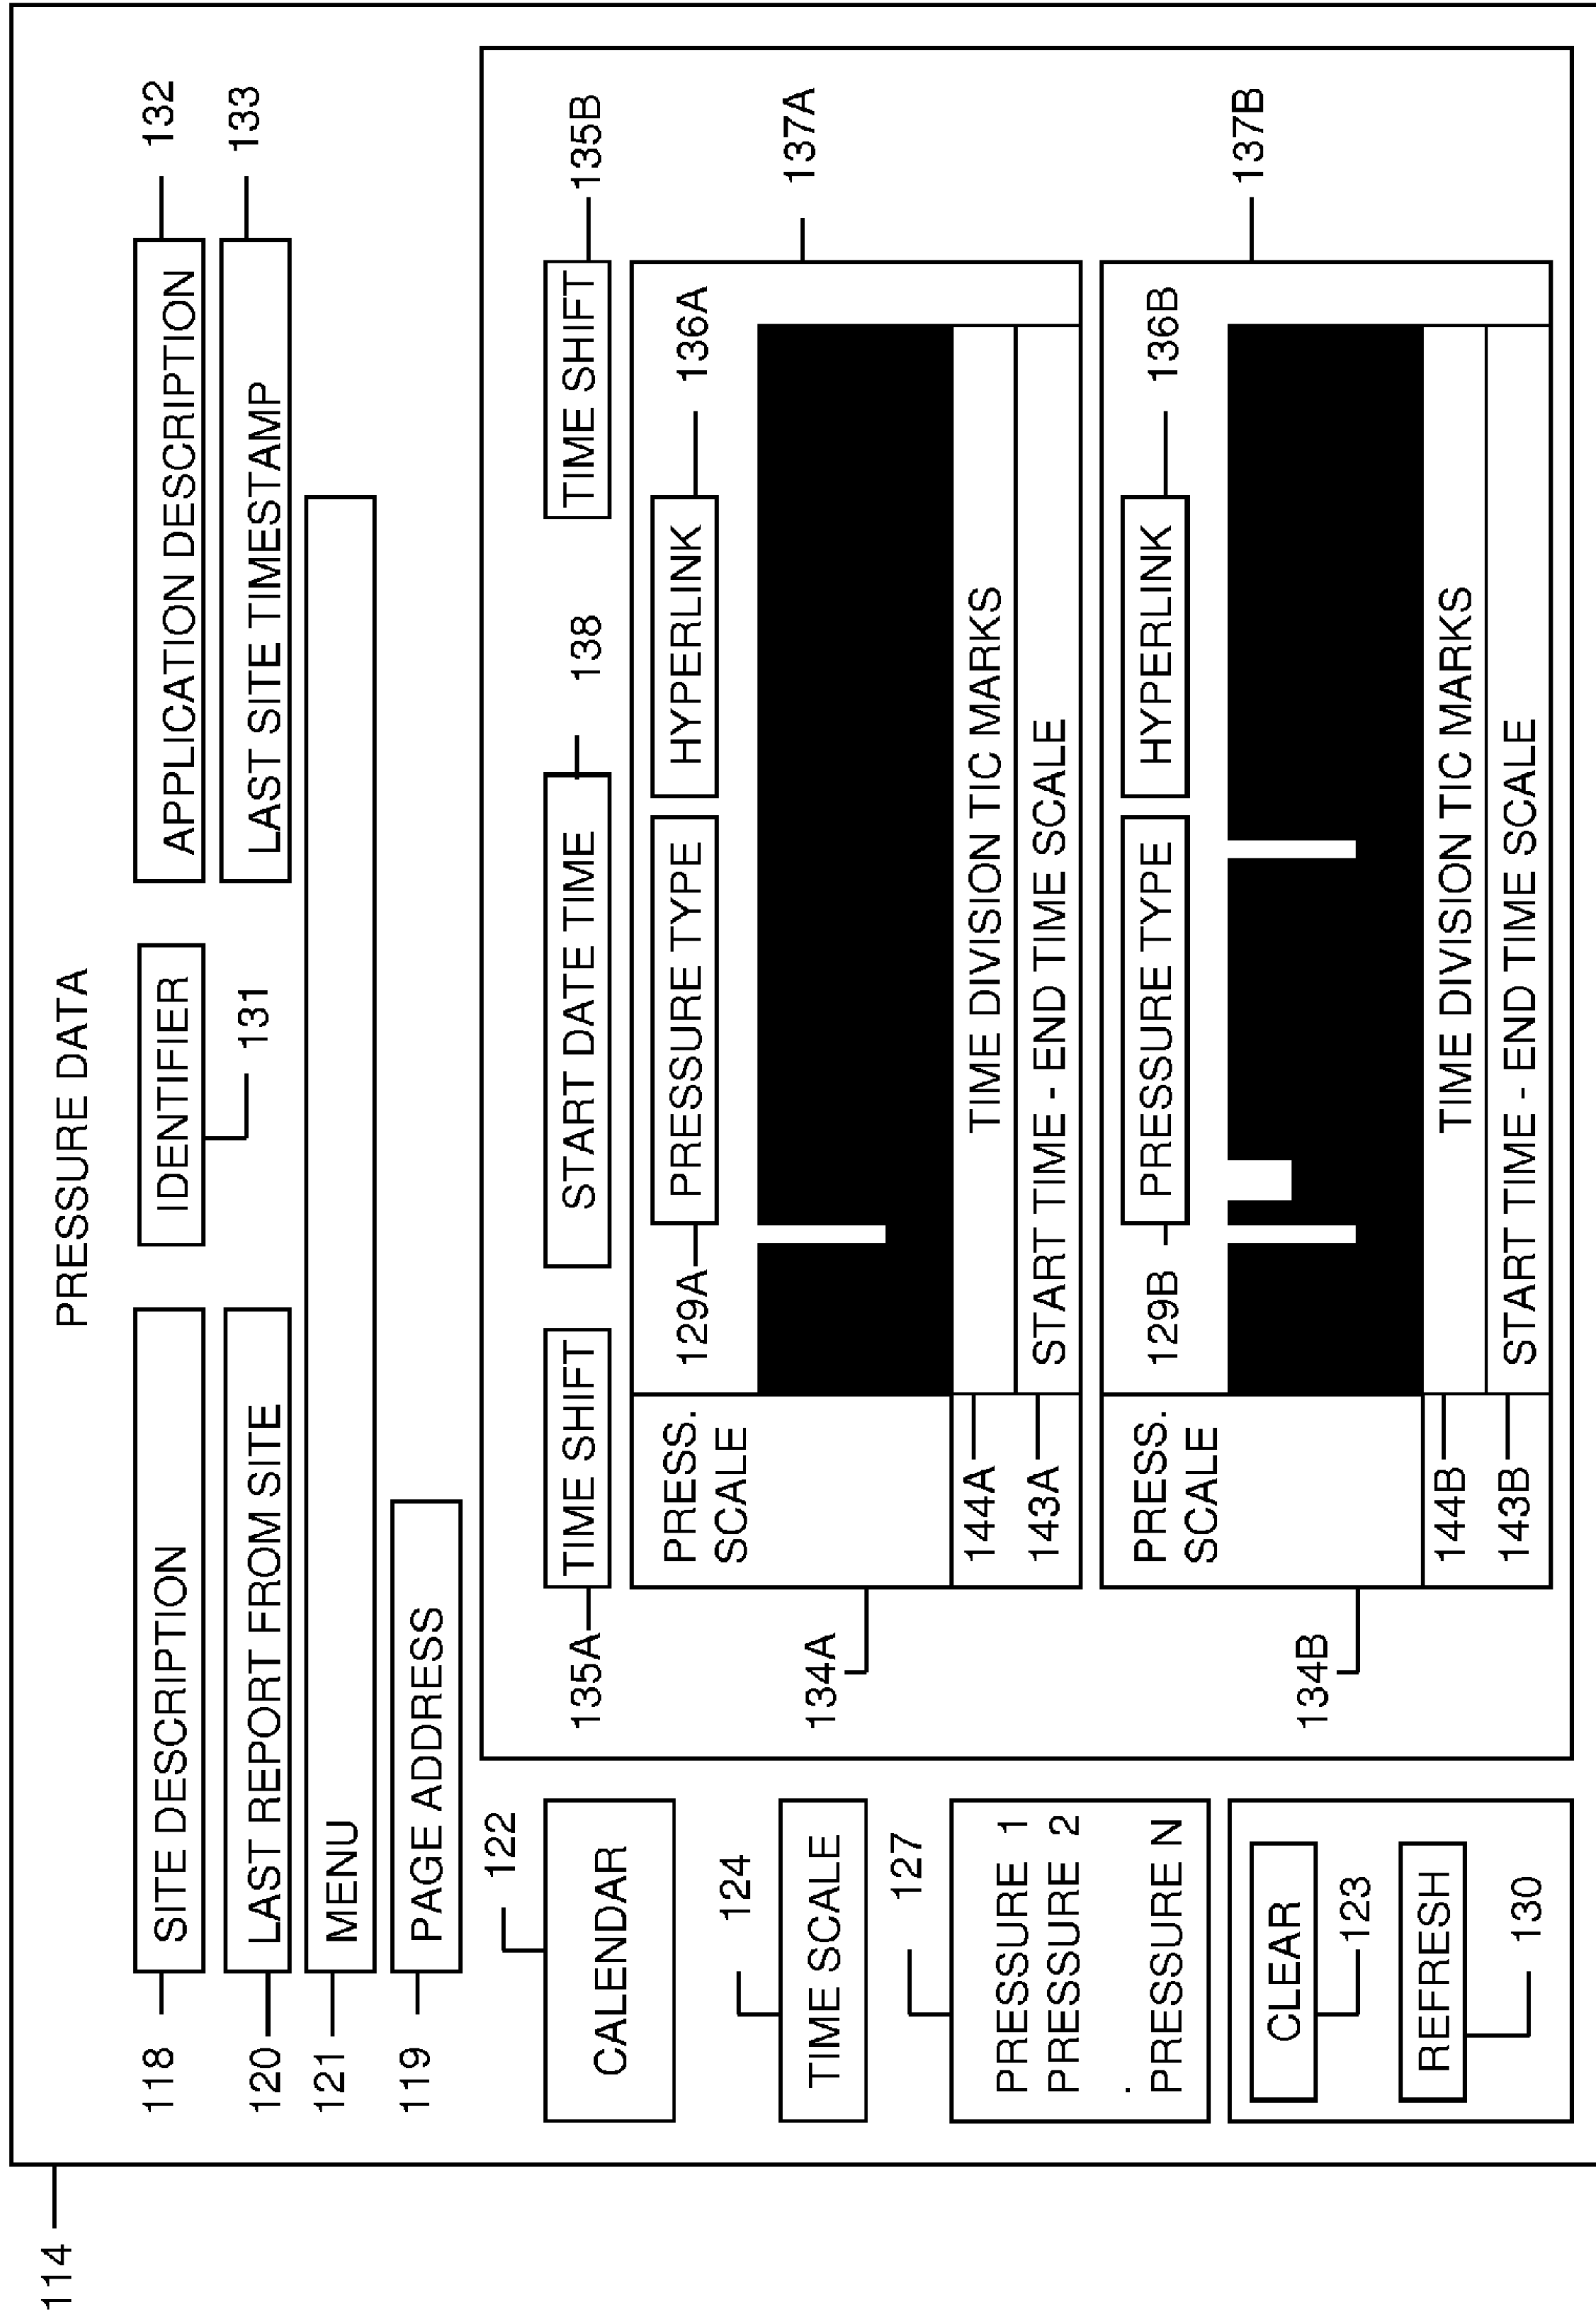 114
PRESSURE DATA
118
SITE DESCRIPTION
IDENTIFIER
131
APPLICATION DESCRIPTION
132
120
LAST REPORT FROM SITE
LAST SITE TIMESTAMP
133
121
MENU
119
PAGE ADDRESS
122
CALENDAR
124
TIME SCALE
127
PRESSURE 1
PRESSURE 2
.
PRESSURE N
CLEAR
123
REFRESH
130
135A
TIME SHIFT
START DATE TIME
138
TIME SHIFT
135B
134A
PRESS.
SCALE
129A
PRESSURE TYPE
HYPERLINK
136A
137A
144A
TIME DIVISION TIC MARKS
143A
START TIME - END TIME SCALE
134B
PRESS.
SCALE
129B
PRESSURE TYPE
HYPERLINK
136B
137B
144B
TIME DIVISION TIC MARKS
143B
START TIME - END TIME SCALE